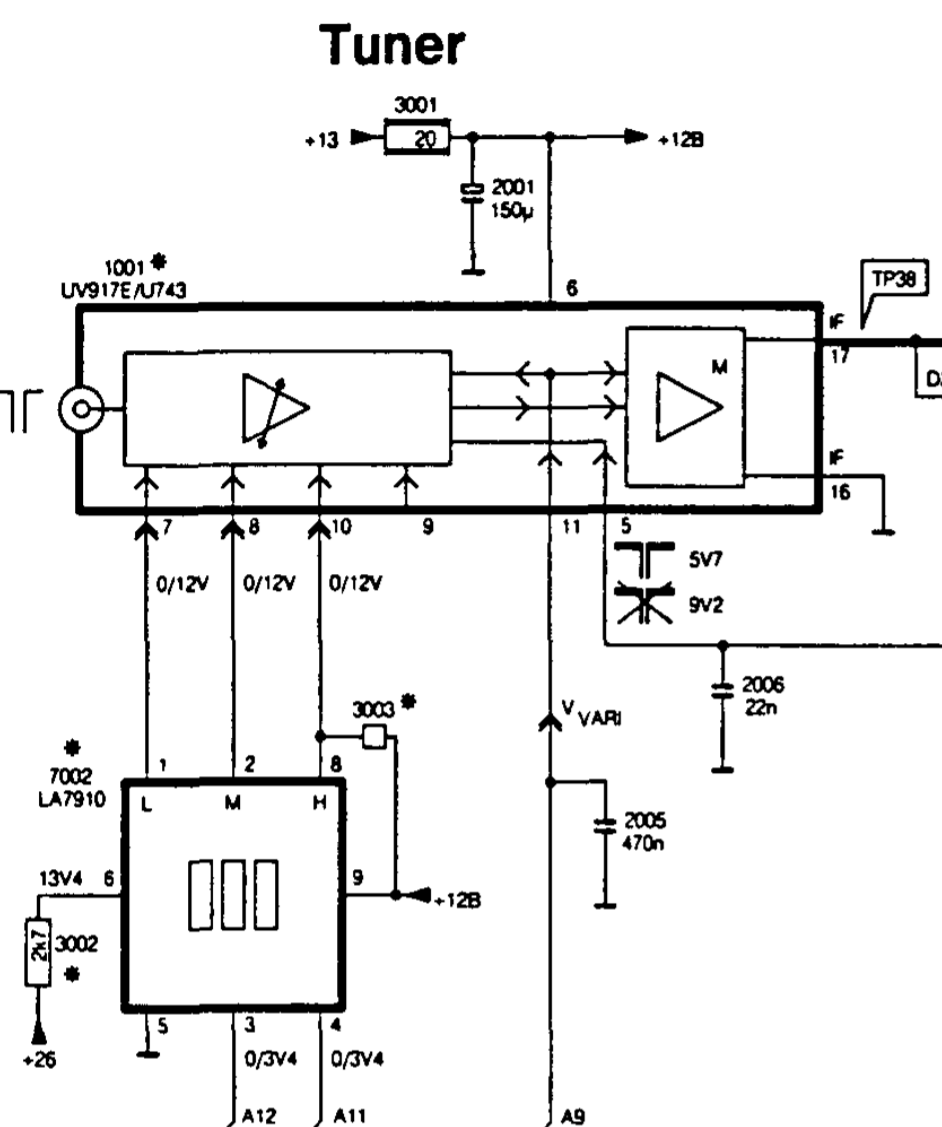 Tuner
3001
+13
20
+12B
2001
150µ
1001 *
UV917E/U743
6
TP38
IF
17
M
IF
16
7
8
10
9
11
5
0/12V
0/12V
0/12V
5V7
9V2
3003 *
2006
22n
V VARI
*
7002
LA7910
1
2
8
L
M
H
2005
470n
13V4
6
9
+12B
2k7
3002
*
5
3
4
+26
0/3V4
0/3V4
A12
A11
A9